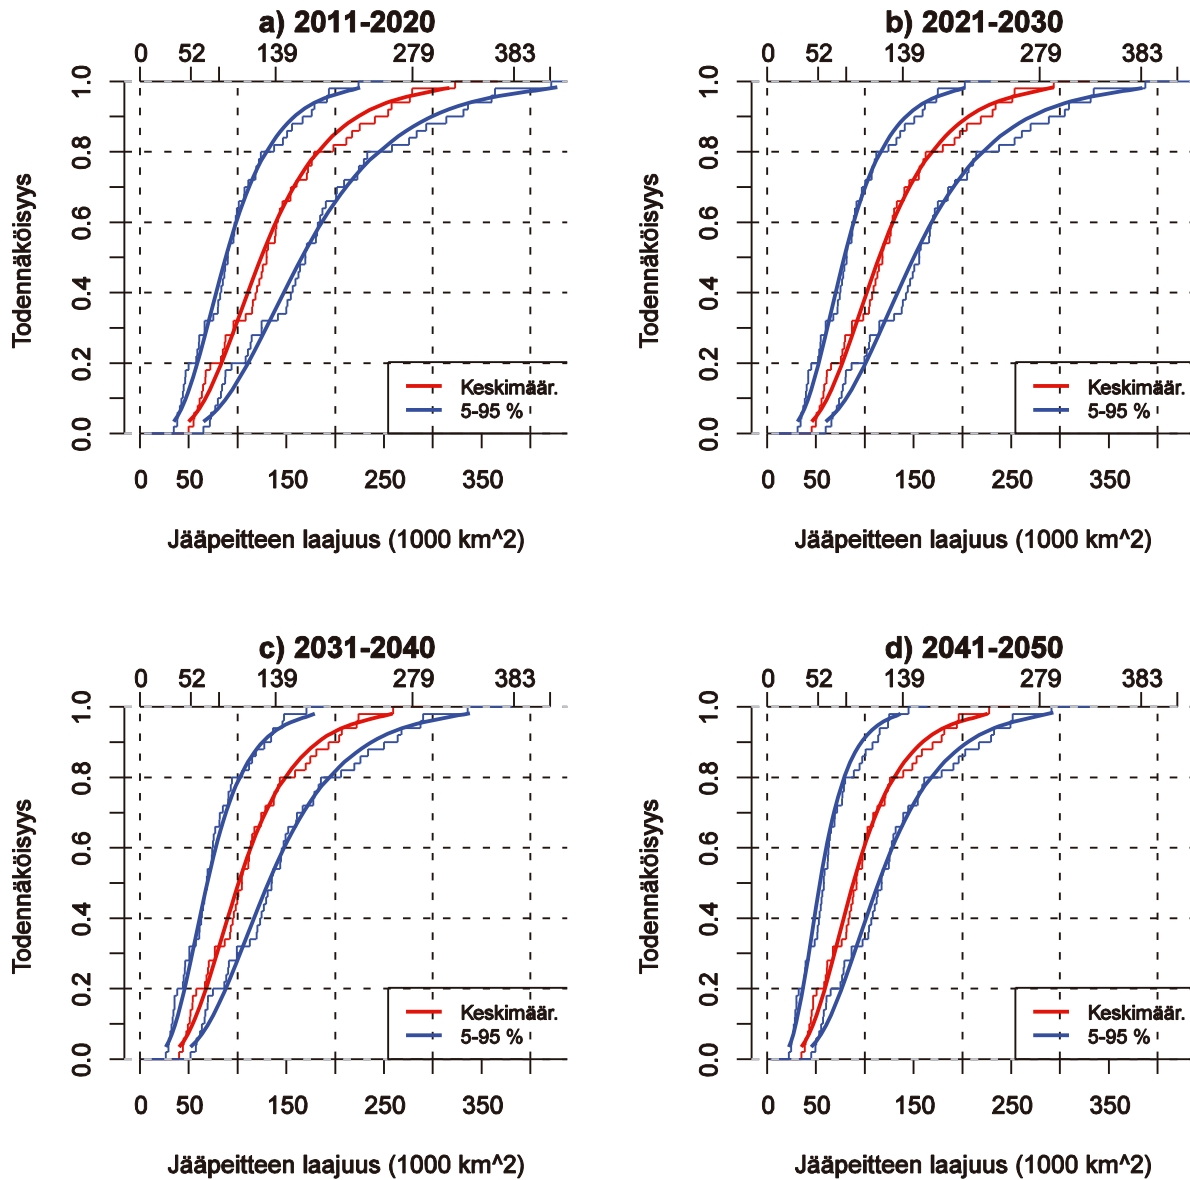 a) 2011-2020
0 52 139 279 383
Todennäköisyys
1.0
0.8
0.6
0.4
0.2
0.0
Keskimäär.
5-95 %
0 50 150 250 350
Jääpeitteen laajuus (1000 km^2)
b) 2021-2030
0 52 139 279 383
Todennäköisyys
1.0
0.8
0.6
0.4
0.2
0.0
Keskimäär.
5-95 %
0 50 150 250 350
Jääpeitteen laajuus (1000 km^2)
c) 2031-2040
0 52 139 279 383
Todennäköisyys
1.0
0.8
0.6
0.4
0.2
0.0
Keskimäär.
5-95 %
0 50 150 250 350
Jääpeitteen laajuus (1000 km^2)
d) 2041-2050
0 52 139 279 383
Todennäköisyys
1.0
0.8
0.6
0.4
0.2
0.0
Keskimäär.
5-95 %
0 50 150 250 350
Jääpeitteen laajuus (1000 km^2)